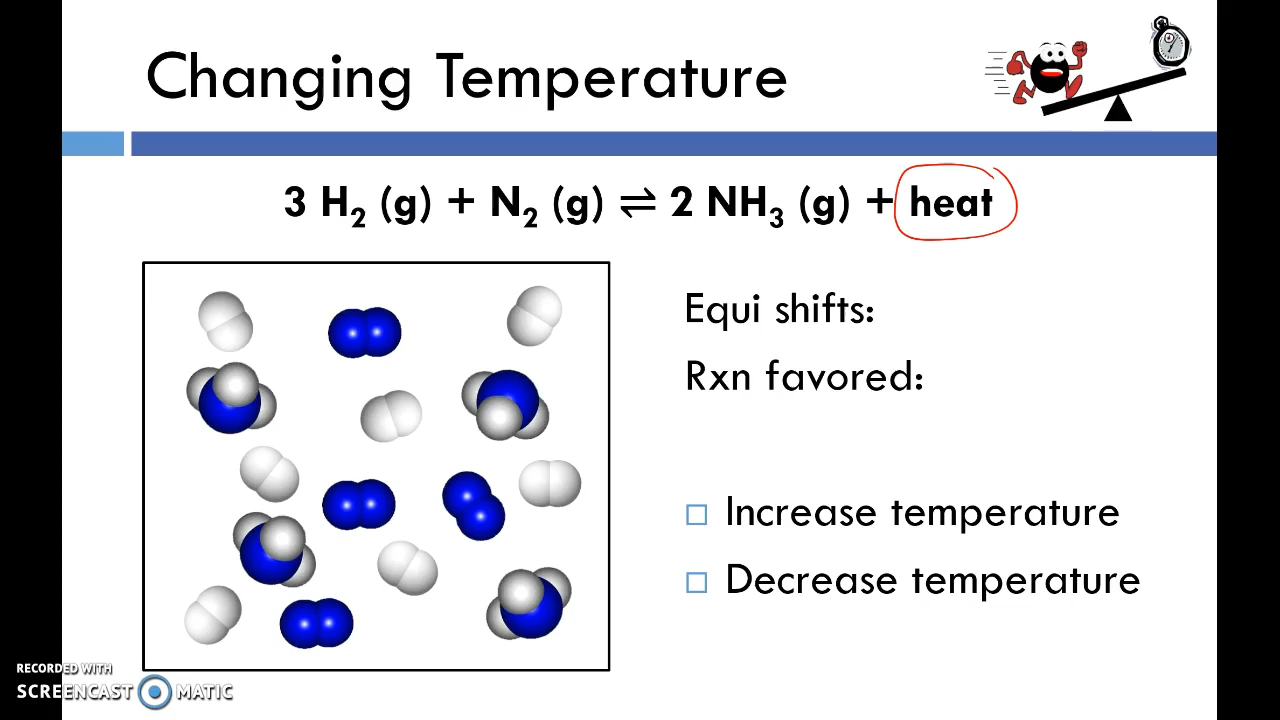 Changing Temperature
3 H₂ (g) + N₂ (g) ⇌ 2 NH₃ (g) + heat
Equi shifts:
Rxn favored:
Increase temperature
Decrease temperature
RECORDED WITH
SCREENCAST MATIC